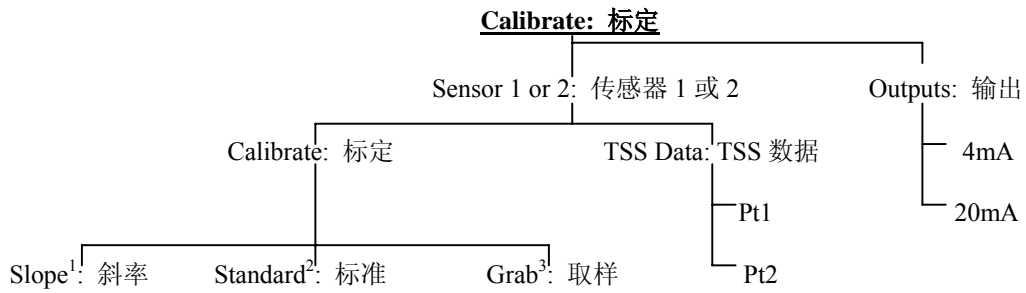 Calibrate: 标定
Sensor 1 or 2: 传感器 1 或 2
Outputs: 输出
Calibrate: 标定
TSS Data: TSS 数据
4mA
Pt1
20mA
Slope1: 斜率
Standard2: 标准
Grab3: 取样
Pt2